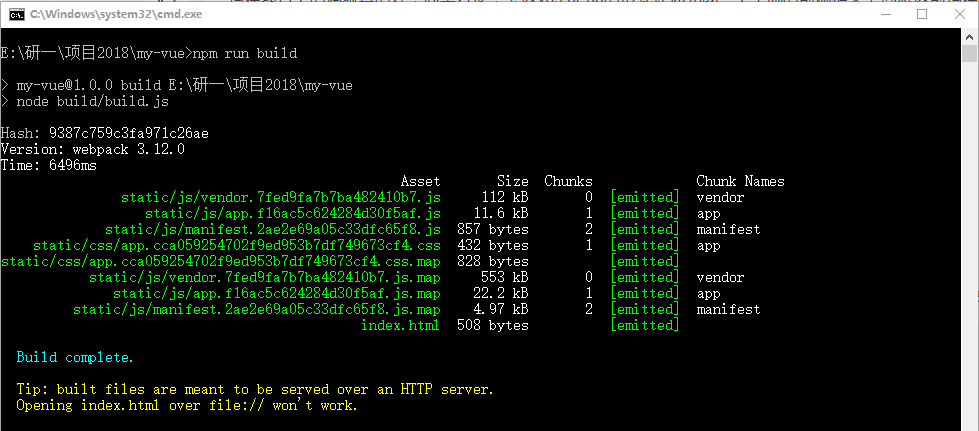 C:\Windows\system32\cmd.exe
E:\研一\项目2018\my-vue>npm run build
> my-vue@1.0.0 build E:\研一\项目2018\my-vue
> node build/build.js
Hash: 9387c759c3fa971c26ae
Version: webpack 3.12.0
Time: 6496ms
Asset Size Chunks Chunk Names
static/js/vendor.7fed9fa7b7ba482410b7.js 112 kB 0 [emitted] vendor
static/js/app.f16ac5c624284d30f5af.js 11.6 kB 1 [emitted] app
static/js/manifest.2ae2e69a05c33dfc65f8.js 857 bytes 2 [emitted] manifest
static/css/app.cca059254702f9ed953b7df749673cf4.css 432 bytes 1 [emitted] app
static/css/app.cca059254702f9ed953b7df749673cf4.css.map 828 bytes [emitted]
static/js/vendor.7fed9fa7b7ba482410b7.js.map 553 kB 0 [emitted] vendor
static/js/app.f16ac5c624284d30f5af.js.map 22.2 kB 1 [emitted] app
static/js/manifest.2ae2e69a05c33dfc65f8.js.map 4.97 kB 2 [emitted] manifest
index.html 508 bytes [emitted]
Build complete.
Tip: built files are meant to be served over an HTTP server.
Opening index.html over file:// won't work.